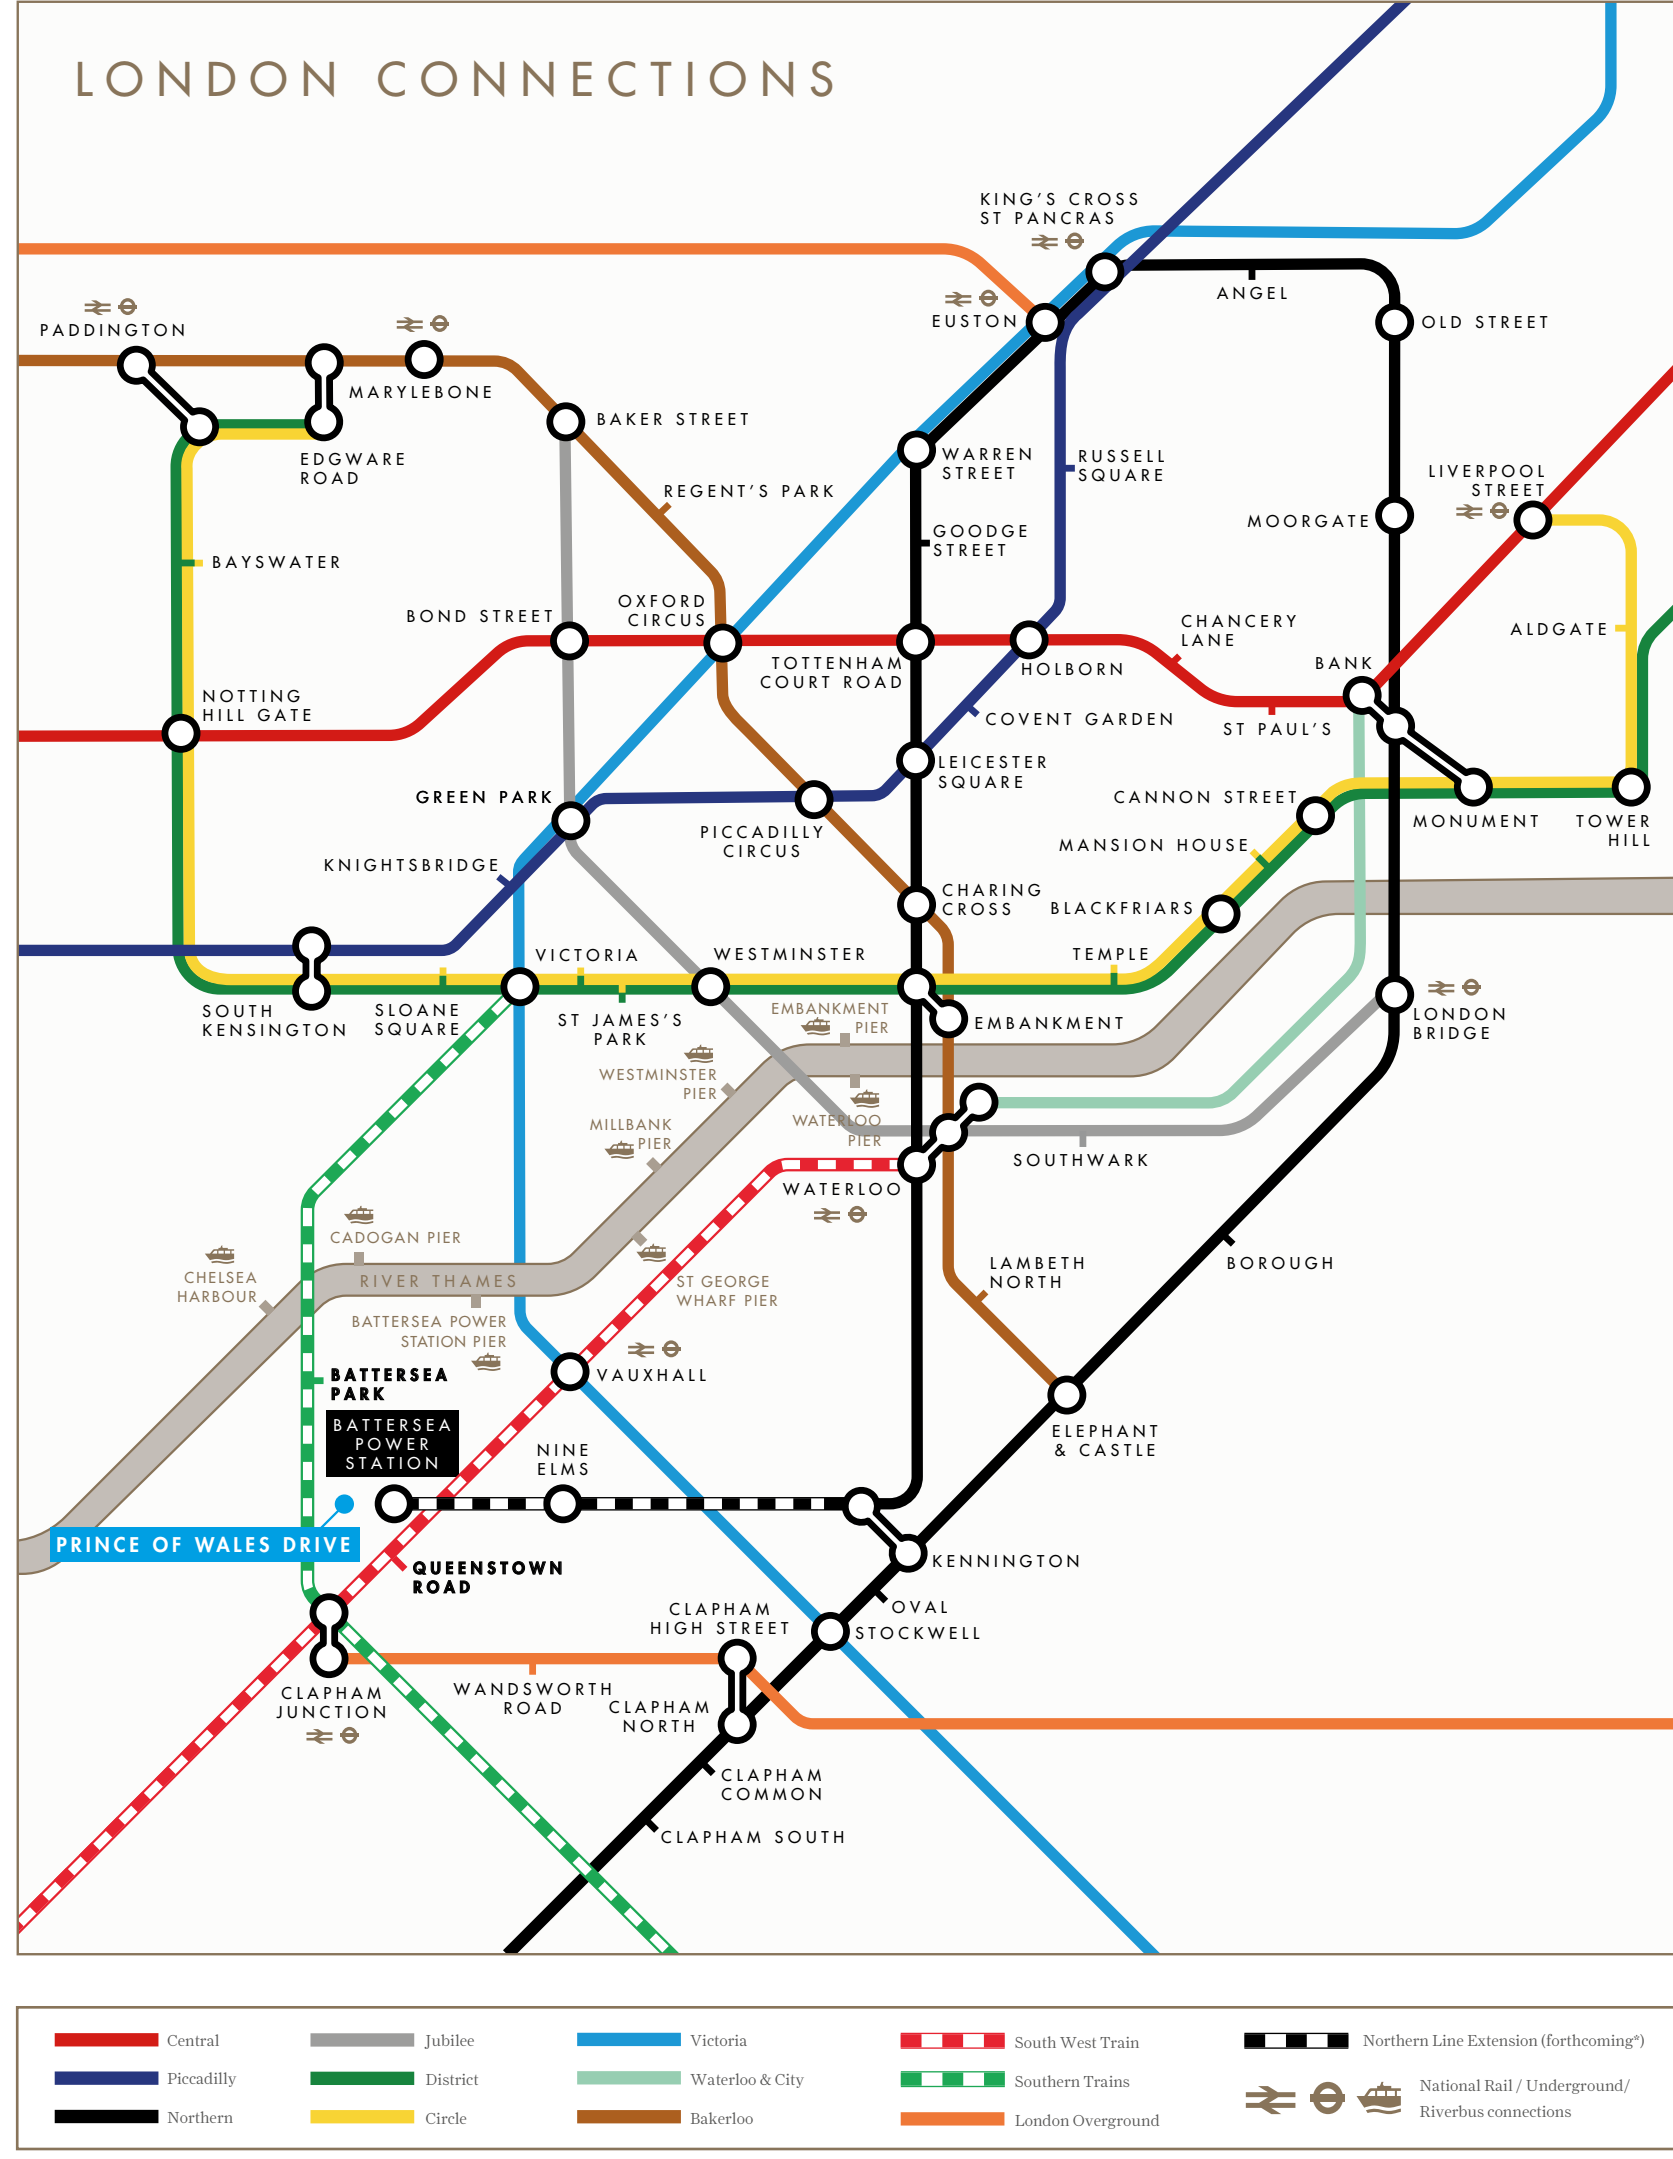 LONDON CONNECTIONS
KING'S CROSS
ST PANCRAS
ANGEL
EUSTON
OLD STREET
PADDINGTON
MARYLEBONE
BAKER STREET
EDGWARE
ROAD
WARREN
STREET
RUSSELL
SQUARE
LIVERPOOL
STREET
REGENT'S PARK
GOODGE
STREET
MOORGATE
BAYSWATER
BOND STREET
OXFORD
CIRCUS
CHANCERY
LANE
ALDGATE
TOTTENHAM
COURT ROAD
HOLBORN
BANK
NOTTING
HILL GATE
COVENT GARDEN
ST PAUL'S
LEICESTER
SQUARE
GREEN PARK
CANNON STREET
PICCADILLY
CIRCUS
MONUMENT
TOWER
HILL
MANSION HOUSE
KNIGHTSBRIDGE
CHARING
CROSS
BLACKFRIARS
VICTORIA
WESTMINSTER
TEMPLE
SOUTH
KENSINGTON
SLOANE
SQUARE
ST JAMES'S
PARK
EMBANKMENT
PIER
EMBANKMENT
LONDON
BRIDGE
WESTMINSTER
PIER
MILLBANK
PIER
WATERLOO
PIER
SOUTHWARK
WATERLOO
CADOGAN PIER
CHELSEA
HARBOUR
RIVER THAMES
ST GEORGE
WHARF PIER
LAMBETH
NORTH
BOROUGH
BATTERSEA POWER
STATION PIER
VAUXHALL
BATTERSEA
PARK
BATTERSEA
POWER
STATION
NINE
ELMS
ELEPHANT
& CASTLE
PRINCE OF WALES DRIVE
QUEENSTOWN
ROAD
KENNINGTON
OVAL
CLAPHAM
HIGH STREET
STOCKWELL
CLAPHAM
JUNCTION
WANDSWORTH
ROAD
CLAPHAM
NORTH
CLAPHAM
COMMON
CLAPHAM SOUTH
Central
Piccadilly
Northern
Jubilee
District
Circle
Victoria
Waterloo & City
Bakerloo
South West Train
Southern Trains
London Overground
Northern Line Extension (forthcoming*)
National Rail / Underground/
Riverbus connections